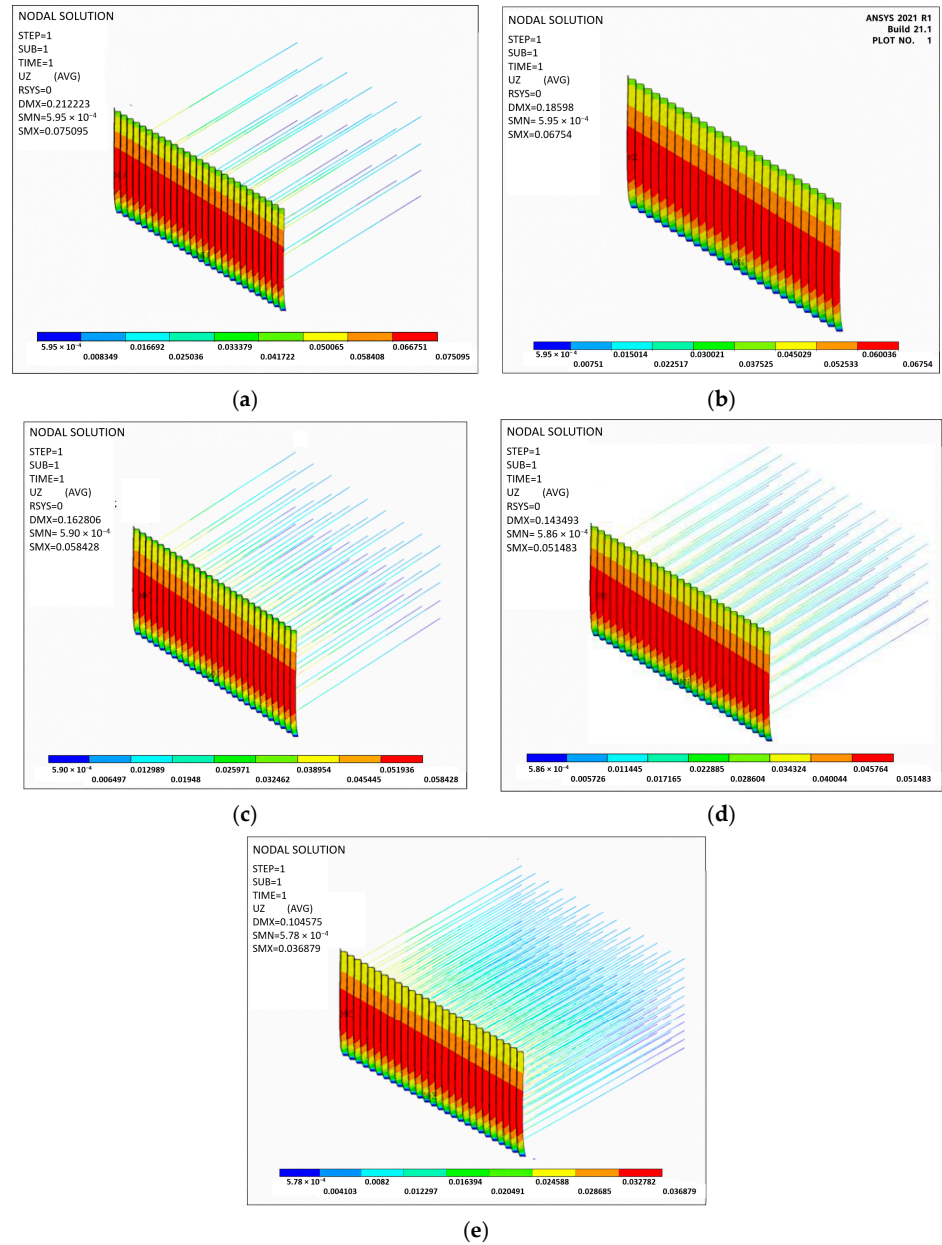 NODAL SOLUTION
STEP=1
SUB=1
TIME=1
UZ (AVG)
RSYS=0
DMX=0.212223
SMN=5.95 × 10⁻⁴
SMX=0.075095
5.95 × 10⁻⁴ 0.016692 0.033379 0.050065 0.066751
0.008349 0.025036 0.041722 0.058408 0.075095
(a)
NODAL SOLUTION
STEP=1
SUB=1
TIME=1
UZ (AVG)
RSYS=0
DMX=0.18598
SMN= 5.95 × 10⁻⁴
SMX=0.06754
ANSYS 2021 R1
Build 21.1
PLOT NO. 1
5.95 × 10⁻⁴ 0.015014 0.030021 0.045029 0.060036
0.00751 0.022517 0.037525 0.052533 0.06754
(b)
NODAL SOLUTION
STEP=1
SUB=1
TIME=1
UZ (AVG)
RSYS=0
DMX=0.162806
SMN= 5.90 × 10⁻⁴
SMX=0.058428
5.90 × 10⁻⁴ 0.012989 0.025971 0.038954 0.051936
0.006497 0.01948 0.032462 0.045445 0.058428
(c)
NODAL SOLUTION
STEP=1
SUB=1
TIME=1
UZ (AVG)
RSYS=0
DMX=0.143493
SMN= 5.86 × 10⁻⁴
SMX=0.051483
5.86 × 10⁻⁴ 0.011445 0.022885 0.034324 0.045764
0.005726 0.017165 0.028604 0.040044 0.051483
(d)
NODAL SOLUTION
STEP=1
SUB=1
TIME=1
UZ (AVG)
DMX=0.104575
SMN=5.78 × 10⁻⁴
SMX=0.036879
5.78 × 10⁻⁴ 0.0082 0.016394 0.024588 0.032782
0.004103 0.012297 0.020491 0.028685 0.036879
(e)